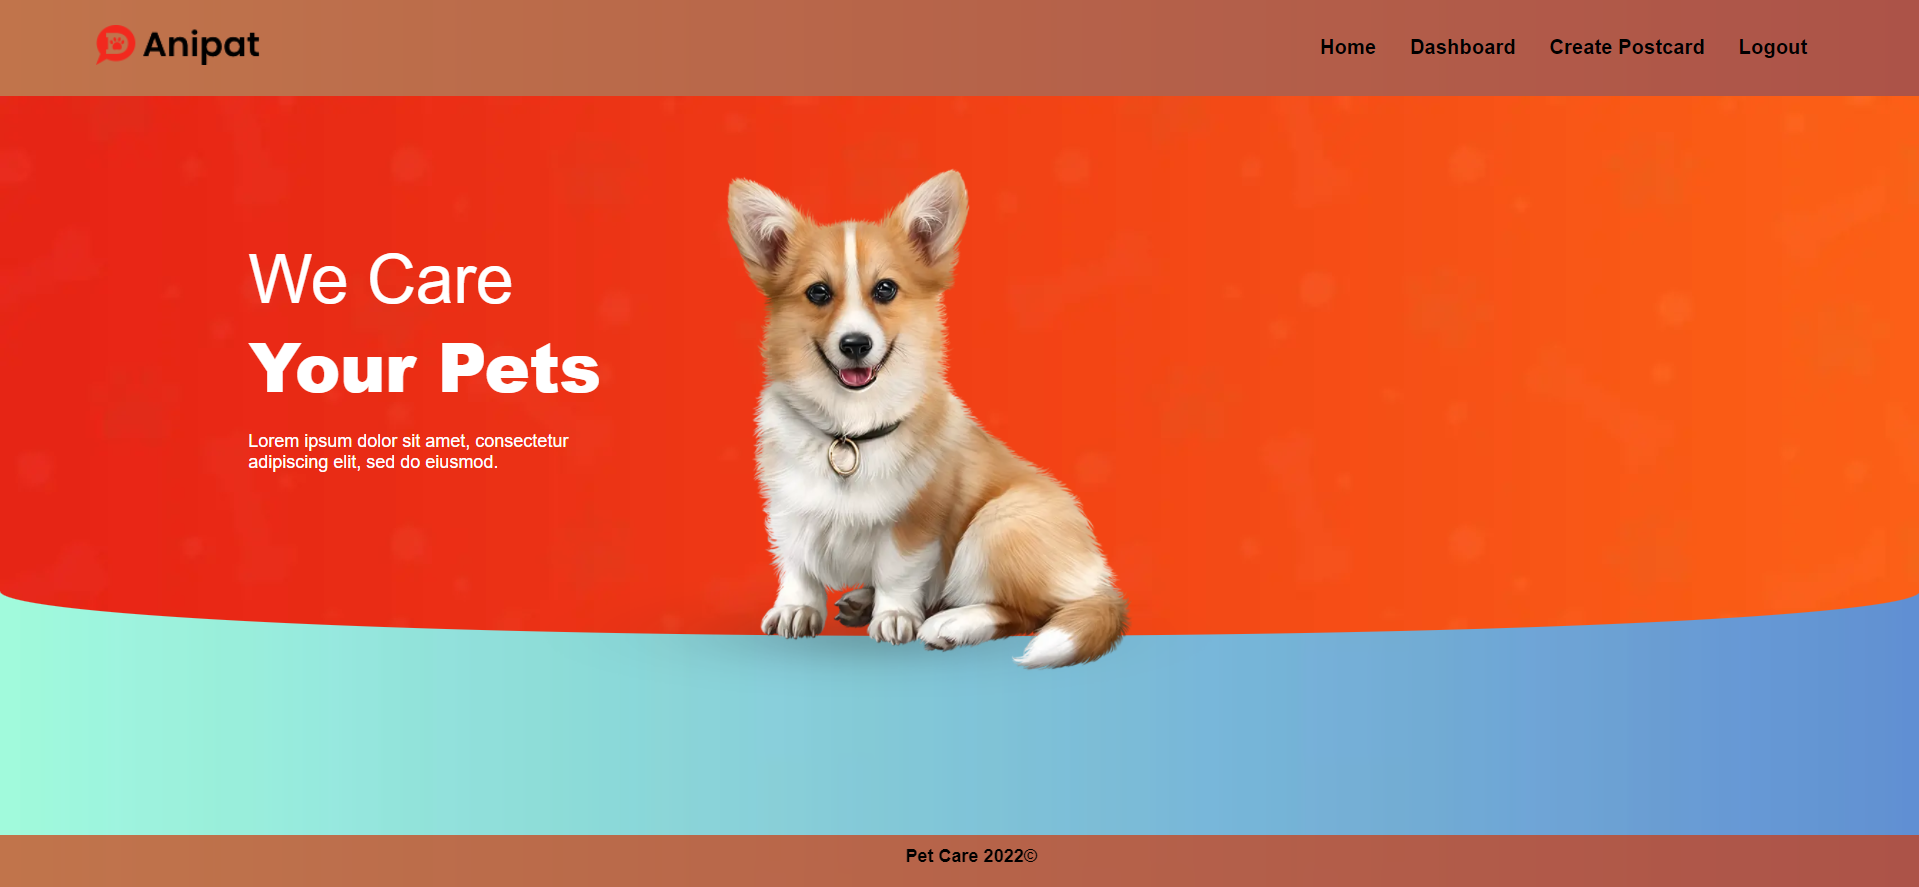 Anipat
Home Dashboard Create Postcard Logout
We Care
Your Pets
Lorem ipsum dolor sit amet, consectetur
adipiscing elit, sed do eiusmod.
Pet Care 2022©